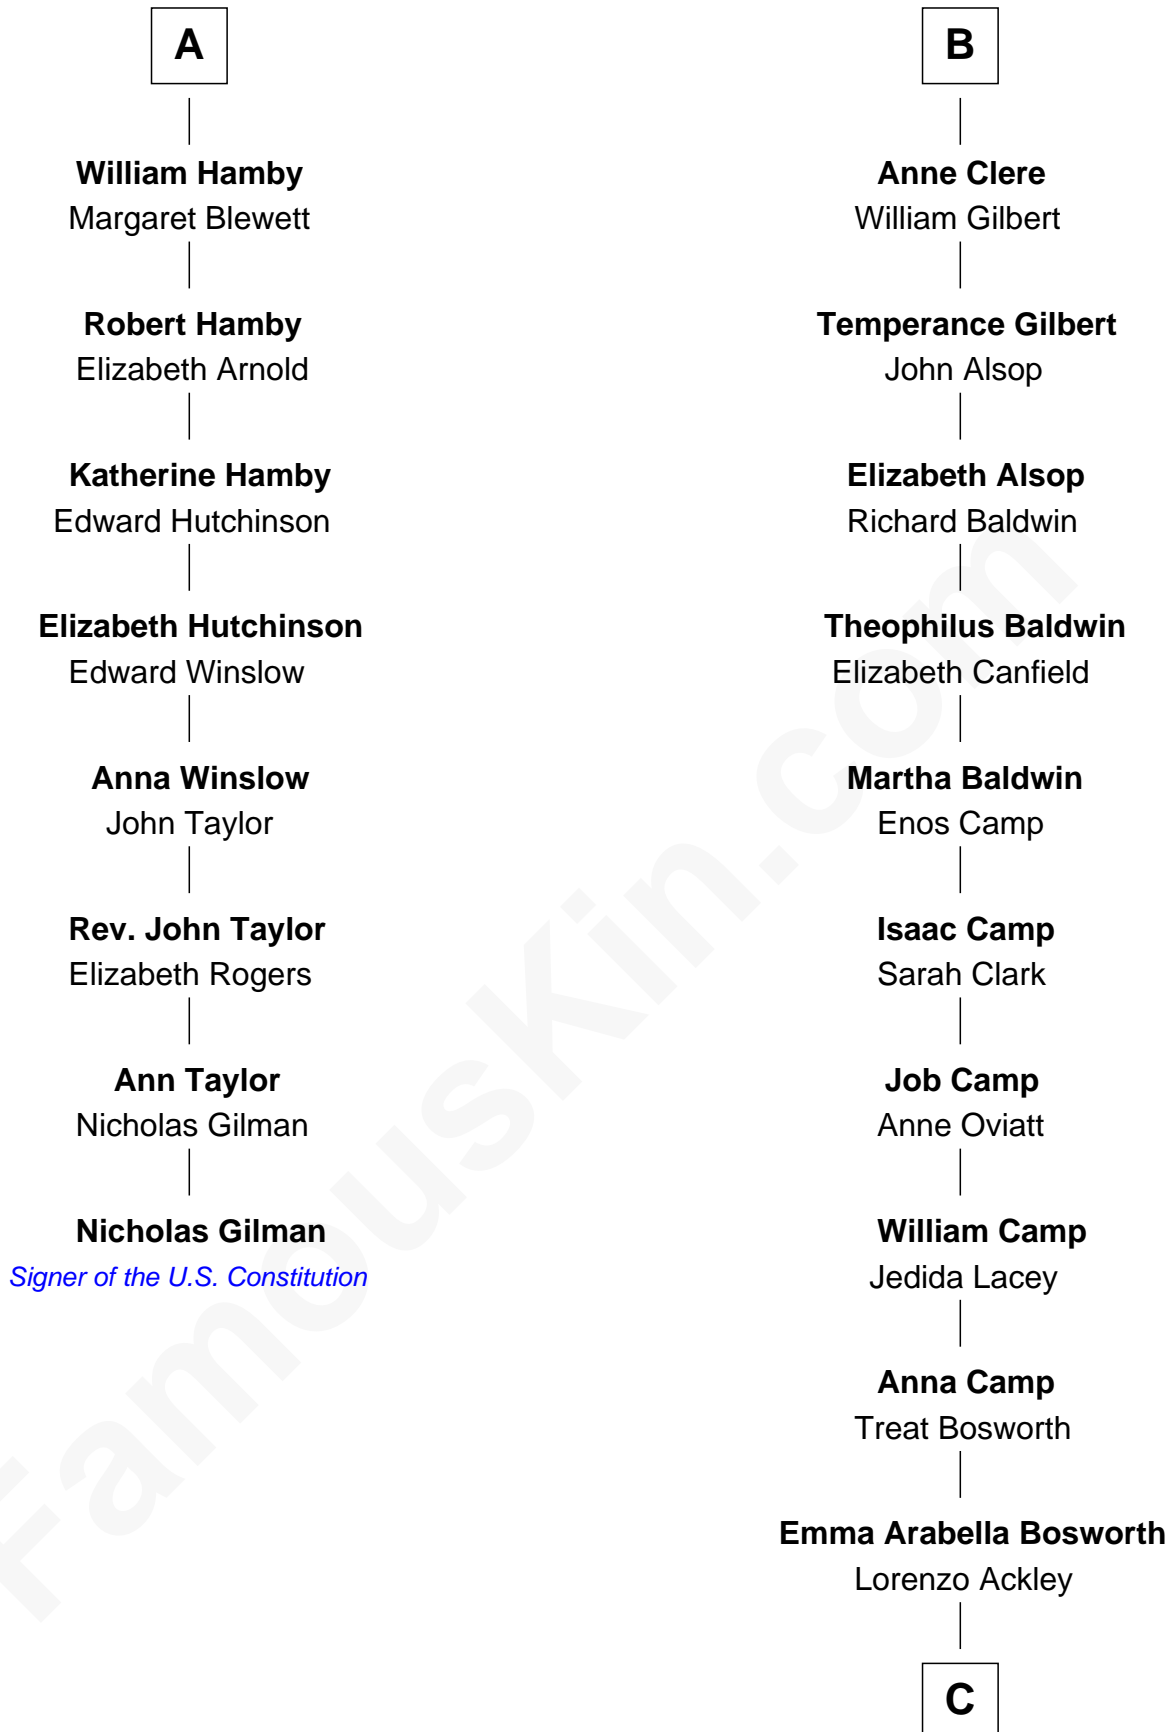 A
William Hamby
Margaret Blewett
Robert Hamby
Elizabeth Arnold
Katherine Hamby
Edward Hutchinson
Elizabeth Hutchinson
Edward Winslow
Anna Winslow
John Taylor
Rev. John Taylor
Elizabeth Rogers
Ann Taylor
Nicholas Gilman
Nicholas Gilman
Signer of the U.S. Constitution
B
Anne Clere
William Gilbert
Temperance Gilbert
John Alsop
Elizabeth Alsop
Richard Baldwin
Theophilus Baldwin
Elizabeth Canfield
Martha Baldwin
Enos Camp
Isaac Camp
Sarah Clark
Job Camp
Anne Oviatt
William Camp
Jedida Lacey
Anna Camp
Treat Bosworth
Emma Arabella Bosworth
Lorenzo Ackley
C
FamousKin.com